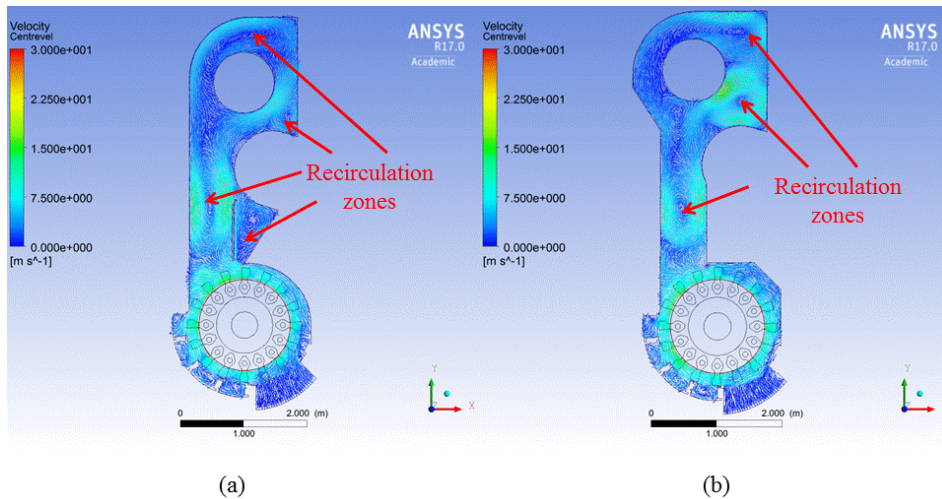 Velocity
Centrevel
3.000e+001
2.250e+001
1.500e+001
7.500e+000
0.000e+000
[m s^-1]
ANSYS
R17.0
Academic
Recirculation
zones
Y
X
0
2.000 (m)
1.000
(a)
Velocity
Centrevel
3.000e+001
2.250e+001
1.500e+001
7.500e+000
0.000e+000
[m s^-1]
ANSYS
R17.0
Academic
Recirculation
zones
Y
X
0
2.000 (m)
1.000
(b)